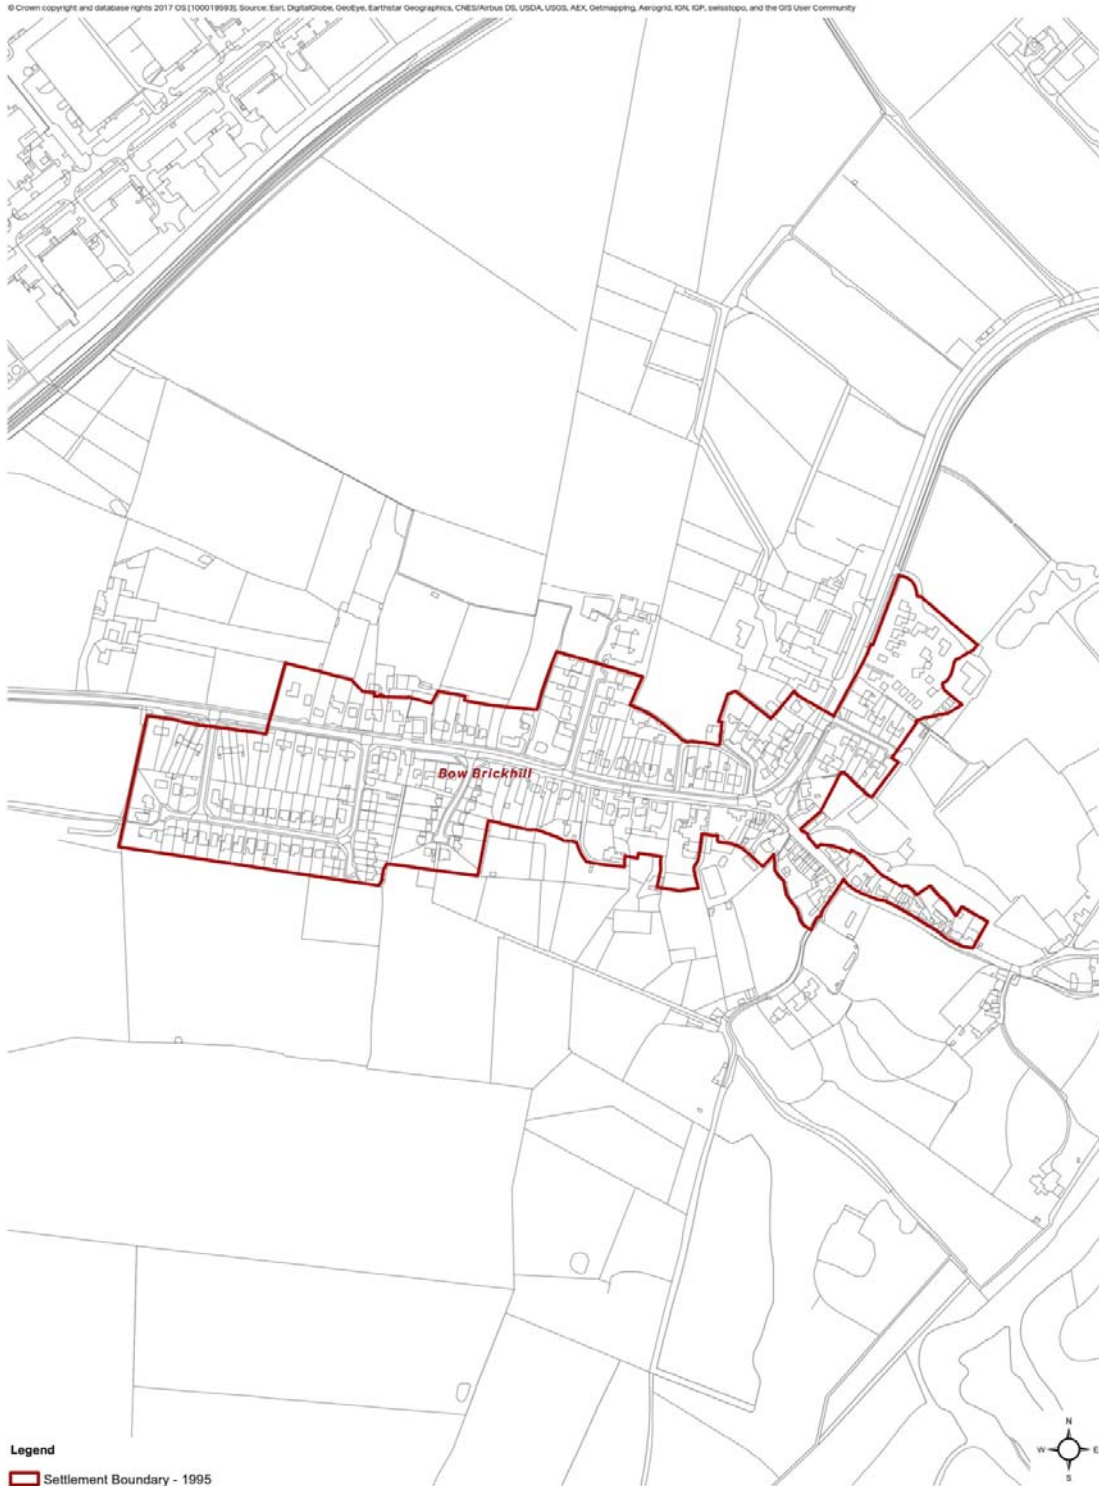 © Crown copyright and database rights 2017 OS [100019593]. Source: Esri, DigitalGlobe, GeoEye, Earthstar Geographics, CNES/Airbus DS, USDA, USGS, AEX, Getmapping, Aerogrid, IGN, IGP, swisstopo, and the GIS User Community
Bow Brickhill
N
W E
S
Legend
Settlement Boundary - 1995